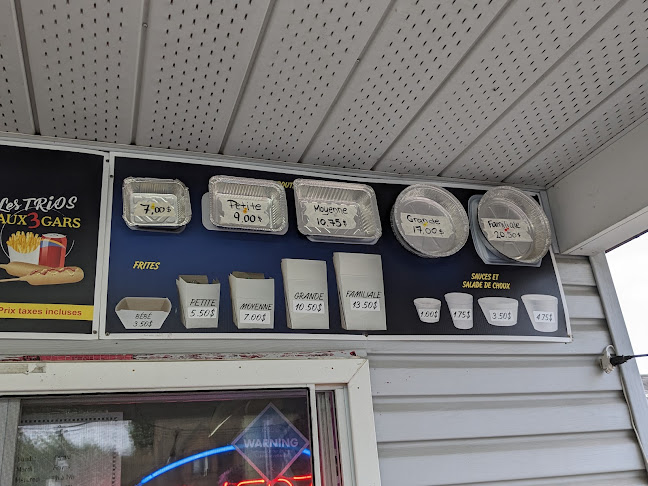 Les TRIOS
AUX 3 GARS
Prix taxes incluses
7,00$
Petite
9,00$
Moyenne
10,75$
Grande
17,00$
Familiale
20,50$
FRITES
BÉBÉ
3.50$
PETITE
5.50$
MOYENNE
7.00$
GRANDE
10.50$
FAMILIALE
13.50$
SAUCES ET
SALADE DE CHOUX
1.00$
1.75$
3.50$
4.75$
WARNING